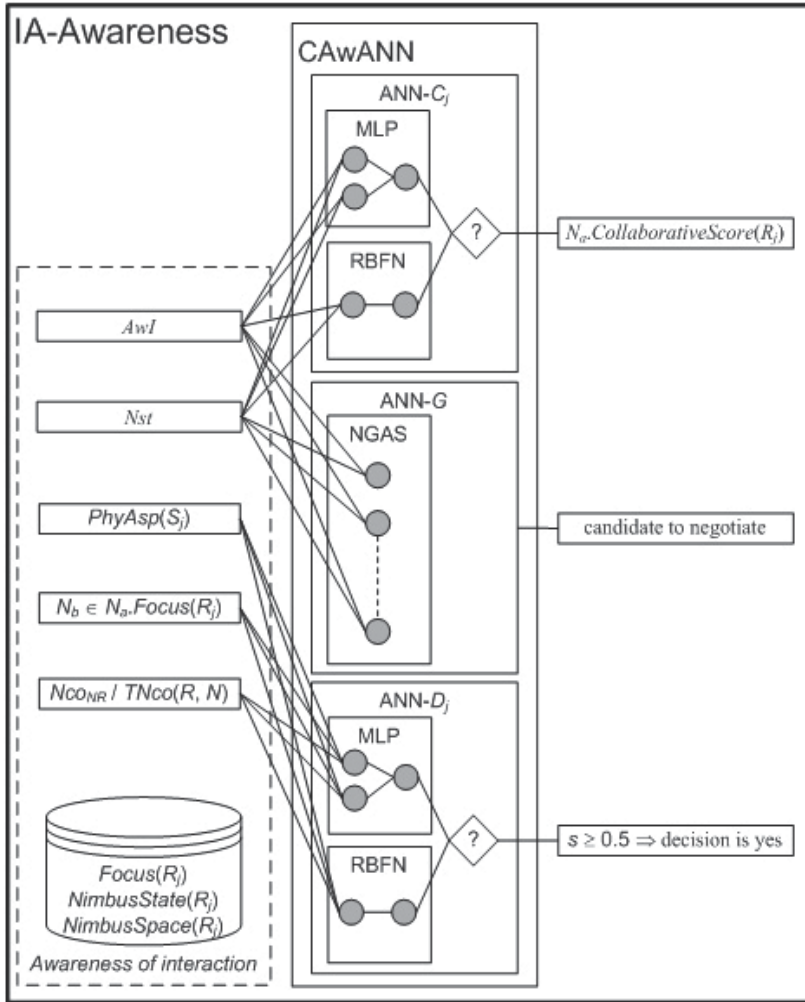 IA-Awareness
CAwANN
ANN-Cj
MLP
?
Na.CollaborativeScore(Rj)
RBFN
AwI
Nst
ANN-G
NGAS
PhyAsp(Sj)
candidate to negotiate
Nb ∈ Na.Focus(Rj)
NcoNR / TNco(R, N)
ANN-Dj
MLP
?
s ≥ 0.5 ⇒ decision is yes
RBFN
Focus(Rj)
NimbusState(Rj)
NimbusSpace(Rj)
Awareness of interaction